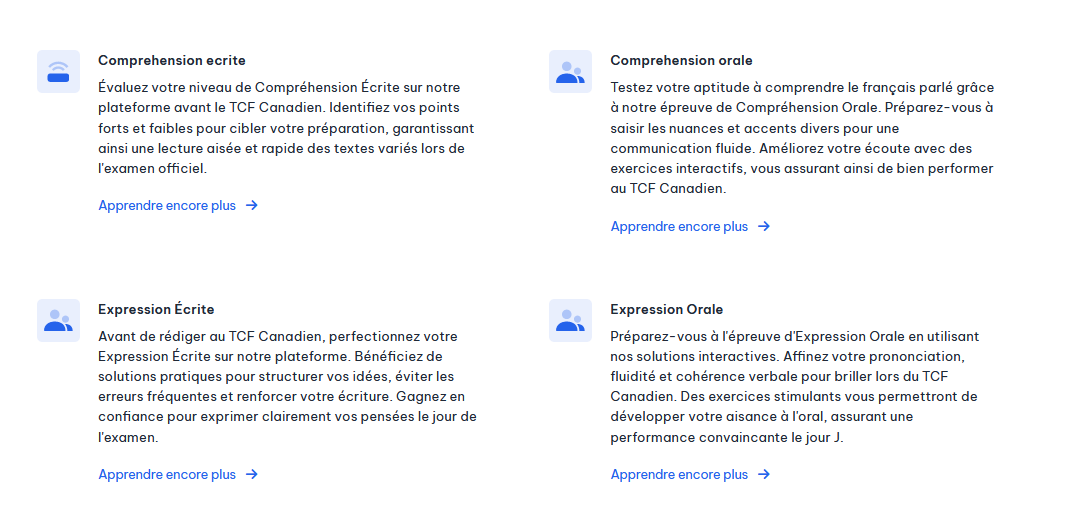 Comprehension ecrite
Évaluez votre niveau de Compréhension Écrite sur notre
plateforme avant le TCF Canadien. Identifiez vos points
forts et faibles pour cibler votre préparation, garantissant
ainsi une lecture aisée et rapide des textes variés lors de
l'examen officiel.
Apprendre encore plus →
Comprehension orale
Testez votre aptitude à comprendre le français parlé grâce
à notre épreuve de Compréhension Orale. Préparez-vous à
saisir les nuances et accents divers pour une
communication fluide. Améliorez votre écoute avec des
exercices interactifs, vous assurant ainsi de bien performer
au TCF Canadien.
Apprendre encore plus →
Expression Écrite
Avant de rédiger au TCF Canadien, perfectionnez votre
Expression Écrite sur notre plateforme. Bénéficiez de
solutions pratiques pour structurer vos idées, éviter les
erreurs fréquentes et renforcer votre écriture. Gagnez en
confiance pour exprimer clairement vos pensées le jour de
l'examen.
Apprendre encore plus →
Expression Orale
Préparez-vous à l'épreuve d'Expression Orale en utilisant
nos solutions interactives. Affinez votre prononciation,
fluidité et cohérence verbale pour briller lors du TCF
Canadien. Des exercices stimulants vous permettront de
développer votre aisance à l'oral, assurant une
performance convaincante le jour J.
Apprendre encore plus →